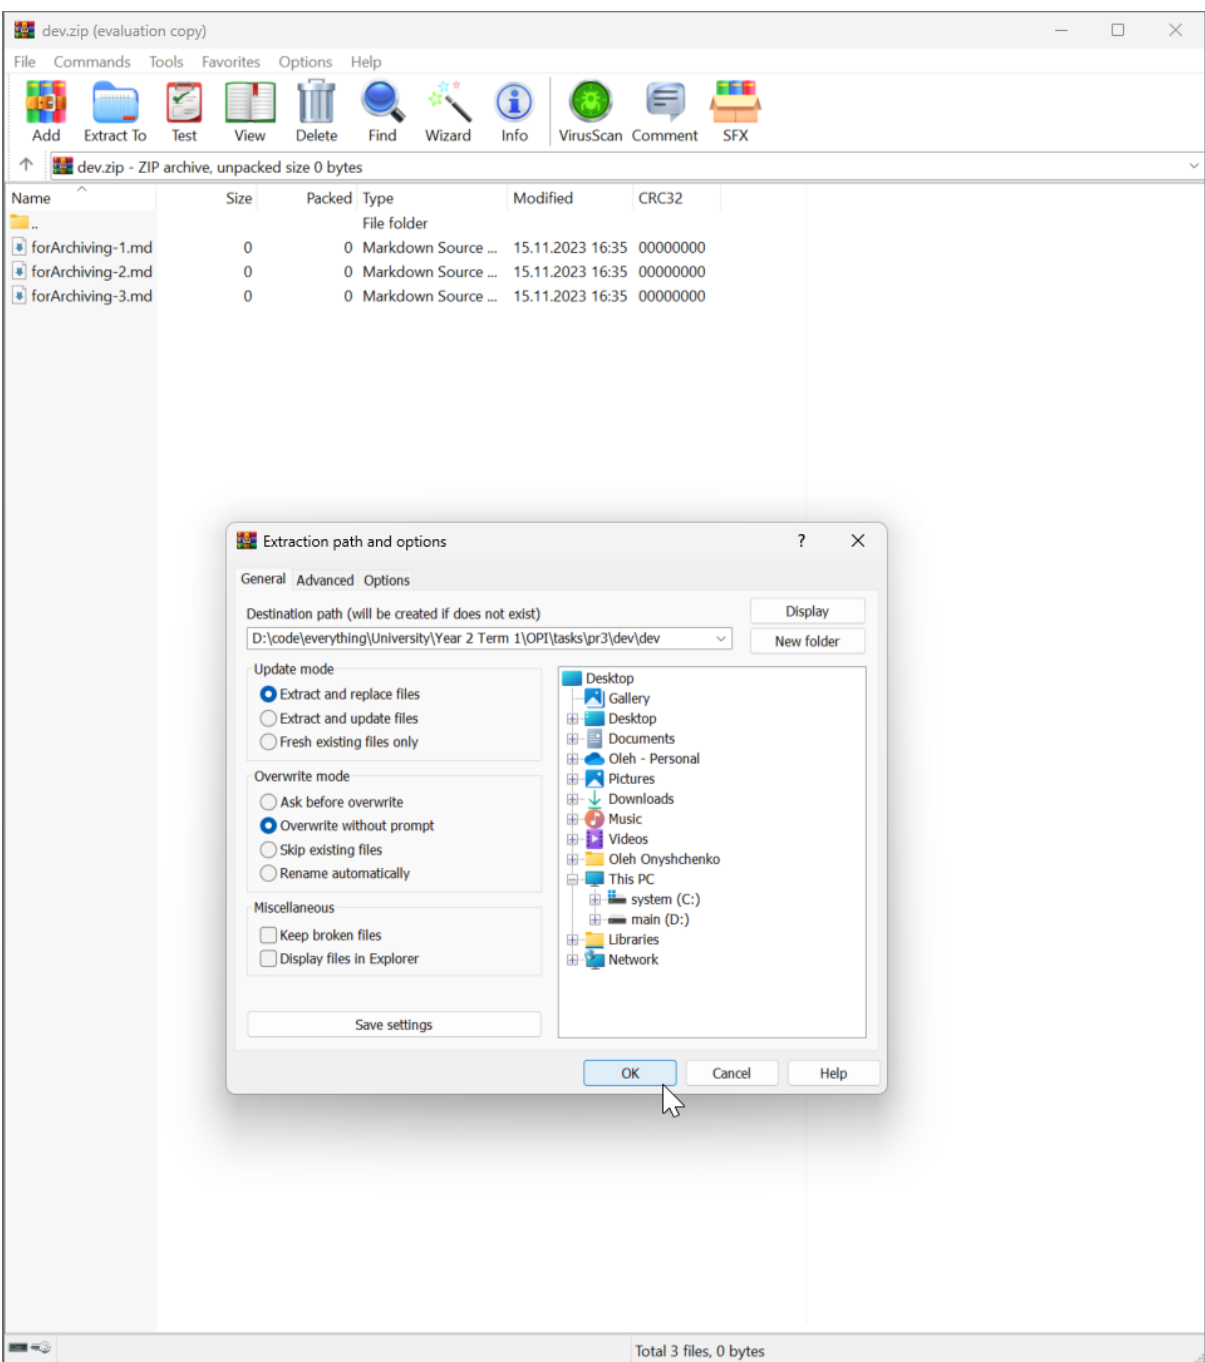 dev.zip (evaluation copy)
File Commands Tools Favorites Options Help
Add Extract To Test View Delete Find Wizard Info VirusScan Comment SFX
dev.zip - ZIP archive, unpacked size 0 bytes
Name Size Packed Type Modified CRC32
.. File folder
forArchiving-1.md 0 0 Markdown Source ... 15.11.2023 16:35 00000000
forArchiving-2.md 0 0 Markdown Source ... 15.11.2023 16:35 00000000
forArchiving-3.md 0 0 Markdown Source ... 15.11.2023 16:35 00000000
Extraction path and options ?
General Advanced Options
Destination path (will be created if does not exist)
Display
D:\code\everything\University\Year 2 Term 1\OPI\tasks\pr3\dev\dev
New folder
Update mode
Extract and replace files
Extract and update files
Fresh existing files only
Overwrite mode
Ask before overwrite
Overwrite without prompt
Skip existing files
Rename automatically
Miscellaneous
Keep broken files
Display files in Explorer
Save settings
Desktop
Gallery
Desktop
Documents
Oleh - Personal
Pictures
Downloads
Music
Videos
Oleh Onyshchenko
This PC
system (C:)
main (D:)
Libraries
Network
OK Cancel Help
Total 3 files, 0 bytes